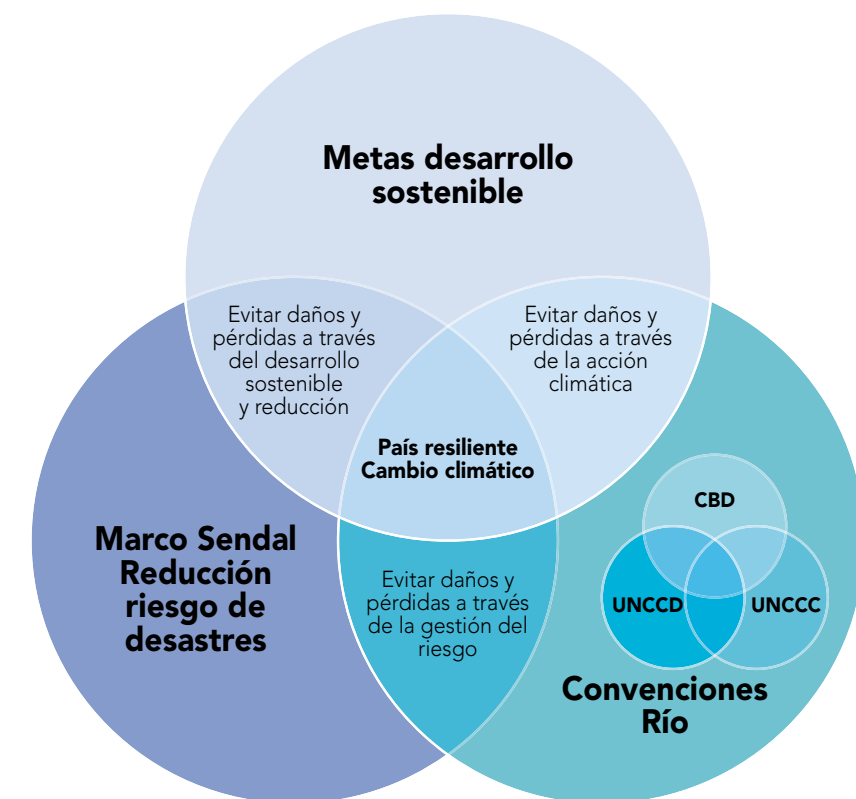 Metas desarrollo
sostenible
Evitar daños y
pérdidas a través
del desarrollo
sostenible
y reducción
Evitar daños y
pérdidas a través
de la acción
climática
País resiliente
Cambio climático
Marco Sendal
Reducción
riesgo de
desastres
Evitar daños y
pérdidas a través
de la gestión del
riesgo
CBD
UNCCD
UNCCC
Convenciones
Río